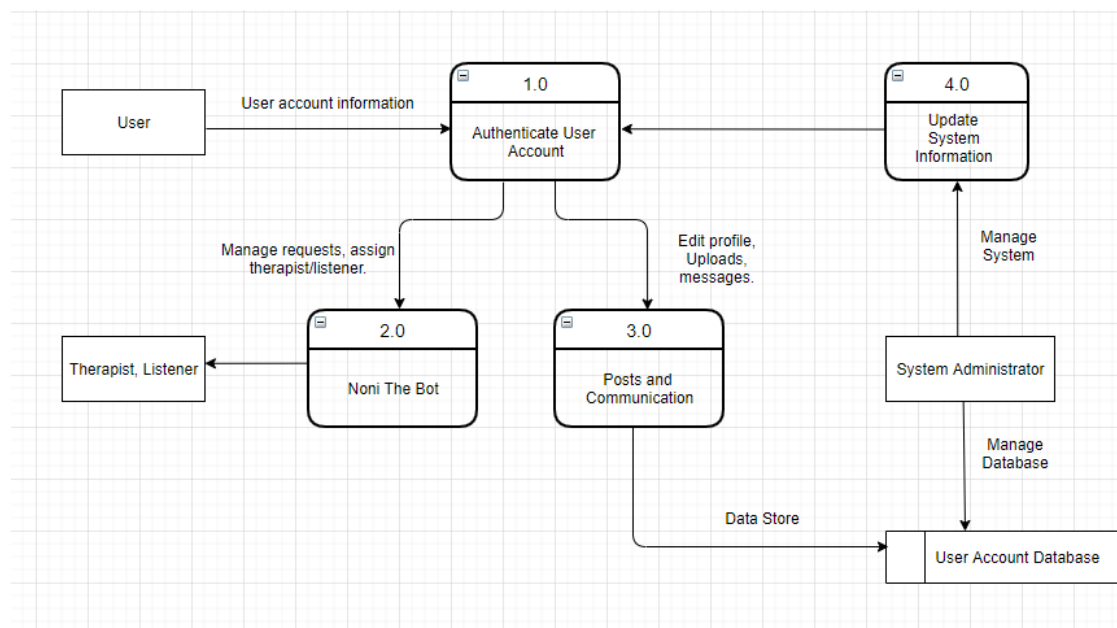 1.0
4.0
User account information
User
Authenticate User
Account
Update
System
Information
Manage requests, assign
therapist/listener.
Edit profile,
Uploads,
messages.
Manage
System
2.0
3.0
Therapist, Listener
Noni The Bot
Posts and
Communication
System Administrator
Manage
Database
Data Store
User Account Database